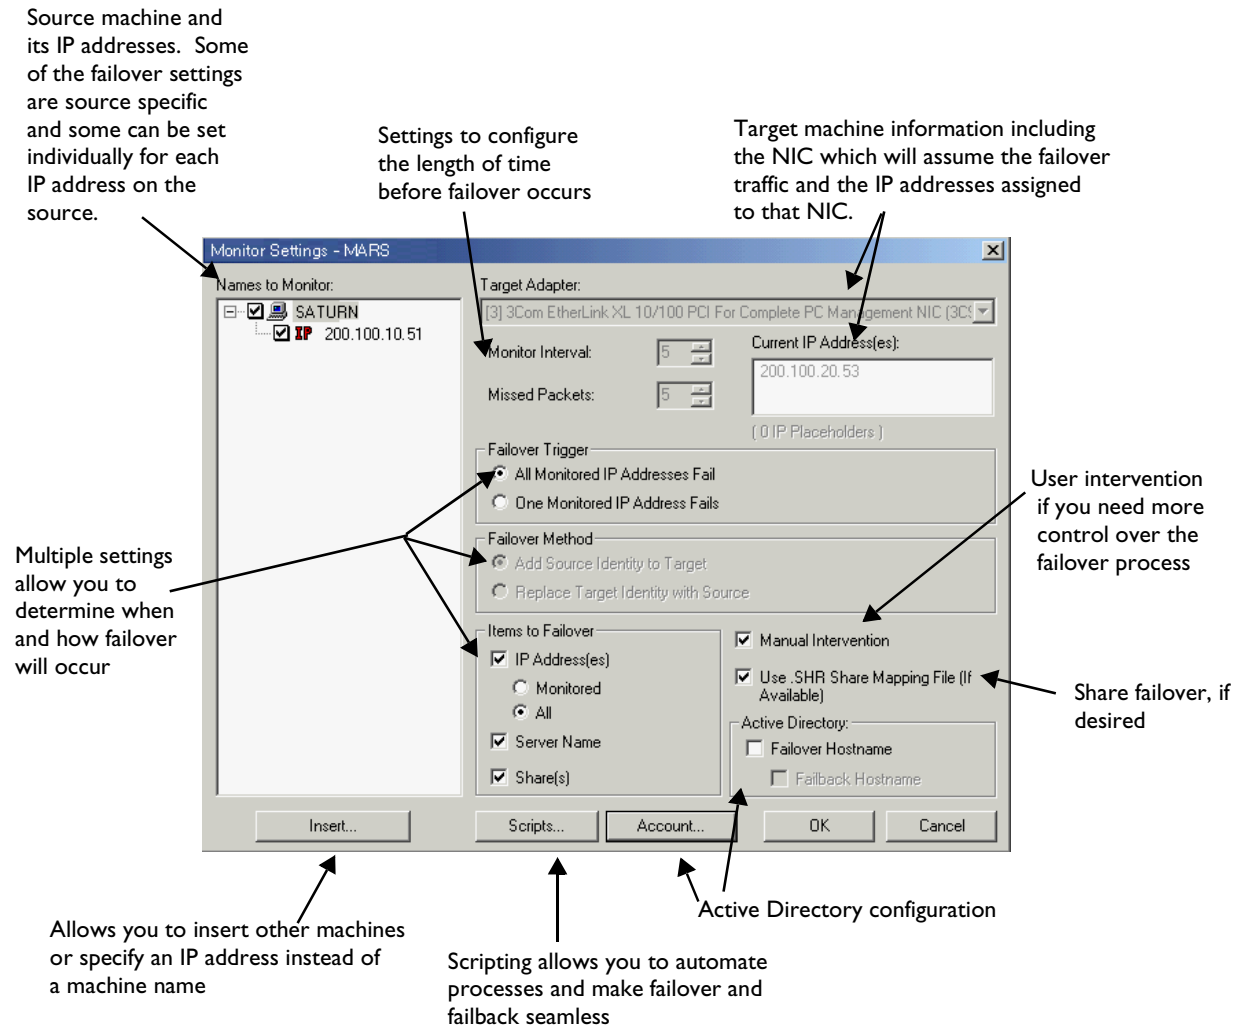 Source machine and
its IP addresses. Some
of the failover settings
are source specific
and some can be set
individually for each
IP address on the
source.
Settings to configure
the length of time
before failover occurs
Target machine information including
the NIC which will assume the failover
traffic and the IP addresses assigned
to that NIC.
Monitor Settings - MARS
Names to Monitor:
SATURN
IP 200.100.10.51
Target Adapter:
[3] 3Com EtherLink XL 10/100 PCI For Complete PC Management NIC (3C
Monitor Interval:
5
Missed Packets:
5
Current IP Address(es):
200.100.20.53
( 0 IP Placeholders )
Failover Trigger
All Monitored IP Addresses Fail
One Monitored IP Address Fails
Failover Method
Add Source Identity to Target
Replace Target Identity with Source
Items to Failover
IP Address(es)
Monitored
All
Server Name
Share(s)
Manual Intervention
Use .SHR Share Mapping File (If
Available)
Active Directory:
Failover Hostname
Failback Hostname
Insert...
Scripts...
Account...
OK
Cancel
User intervention
if you need more
control over the
failover process
Multiple settings
allow you to
determine when
and how failover
will occur
Share failover, if
desired
Active Directory configuration
Allows you to insert other machines
or specify an IP address instead of
a machine name
Scripting allows you to automate
processes and make failover and
failback seamless